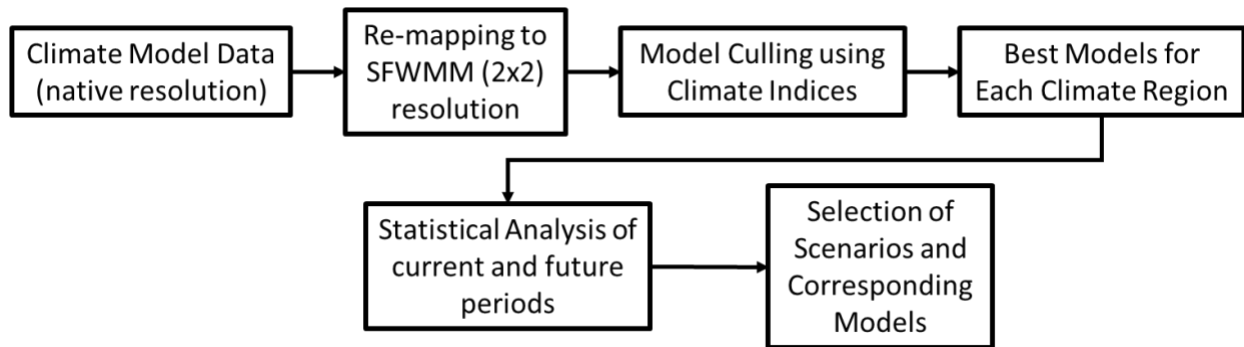 Climate Model Data
(native resolution)
Re-mapping to
SFWMM (2x2)
resolution
Model Culling using
Climate Indices
Best Models for
Each Climate Region
Statistical Analysis of
current and future
periods
Selection of
Scenarios and
Corresponding
Models